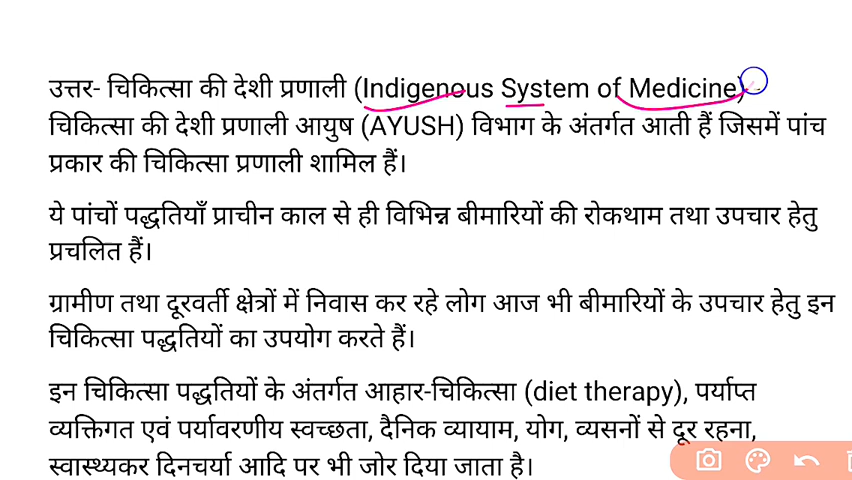 उत्तर- चिकित्सा की देशी प्रणाली (Indigenous System of Medicine)
चिकित्सा की देशी प्रणाली आयुष (AYUSH) विभाग के अंतर्गत आती हैं जिसमें पांच
प्रकार की चिकित्सा प्रणाली शामिल हैं।
ये पांचों पद्धतियाँ प्राचीन काल से ही विभिन्न बीमारियों की रोकथाम तथा उपचार हेतु
प्रचलित हैं।
ग्रामीण तथा दूरवर्ती क्षेत्रों में निवास कर रहे लोग आज भी बीमारियों के उपचार हेतु इन
चिकित्सा पद्धतियों का उपयोग करते हैं।
इन चिकित्सा पद्धतियों के अंतर्गत आहार-चिकित्सा (diet therapy), पर्याप्त
व्यक्तिगत एवं पर्यावरणीय स्वच्छता, दैनिक व्यायाम, योग, व्यसनों से दूर रहना,
स्वास्थ्यकर दिनचर्या आदि पर भी जोर दिया जाता है।